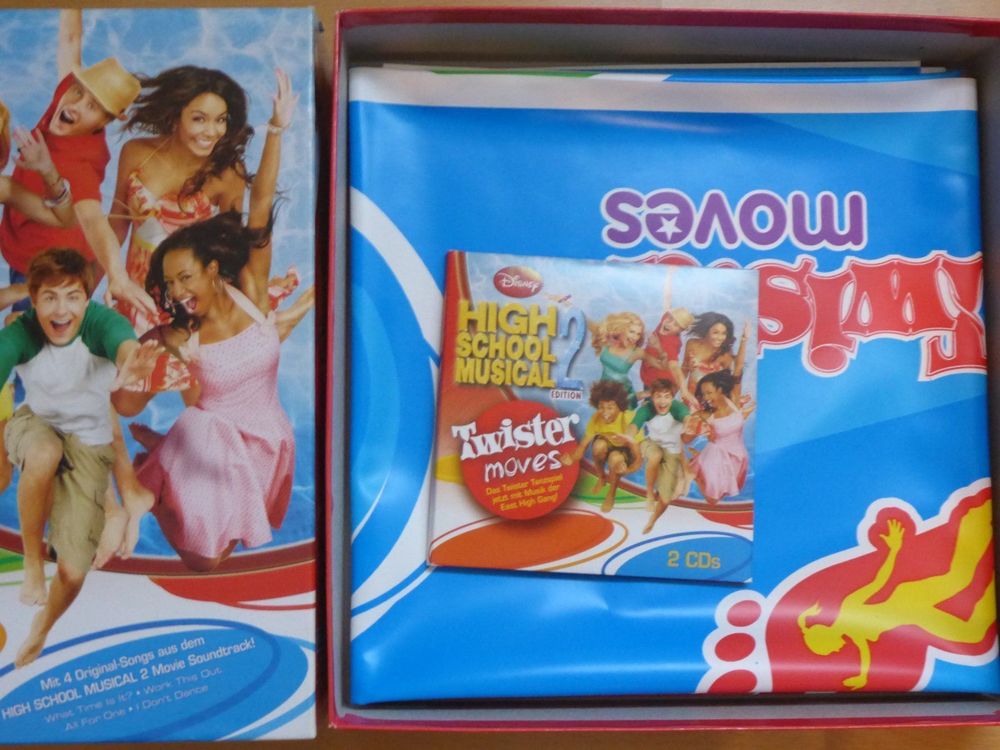 Mit 4 Original-Songs aus dem
HIGH SCHOOL MUSICAL 2 Movie Soundtrack!
What Time Is It? • Work This Out
All For One • I Don't Dance
moves
Twister
Disney
HIGH
SCHOOL
MUSICAL 2
EDITION
Twister
moves
Das Twister Tanzspiel
jetzt mit Musik der
East High Gang!
2 CDs